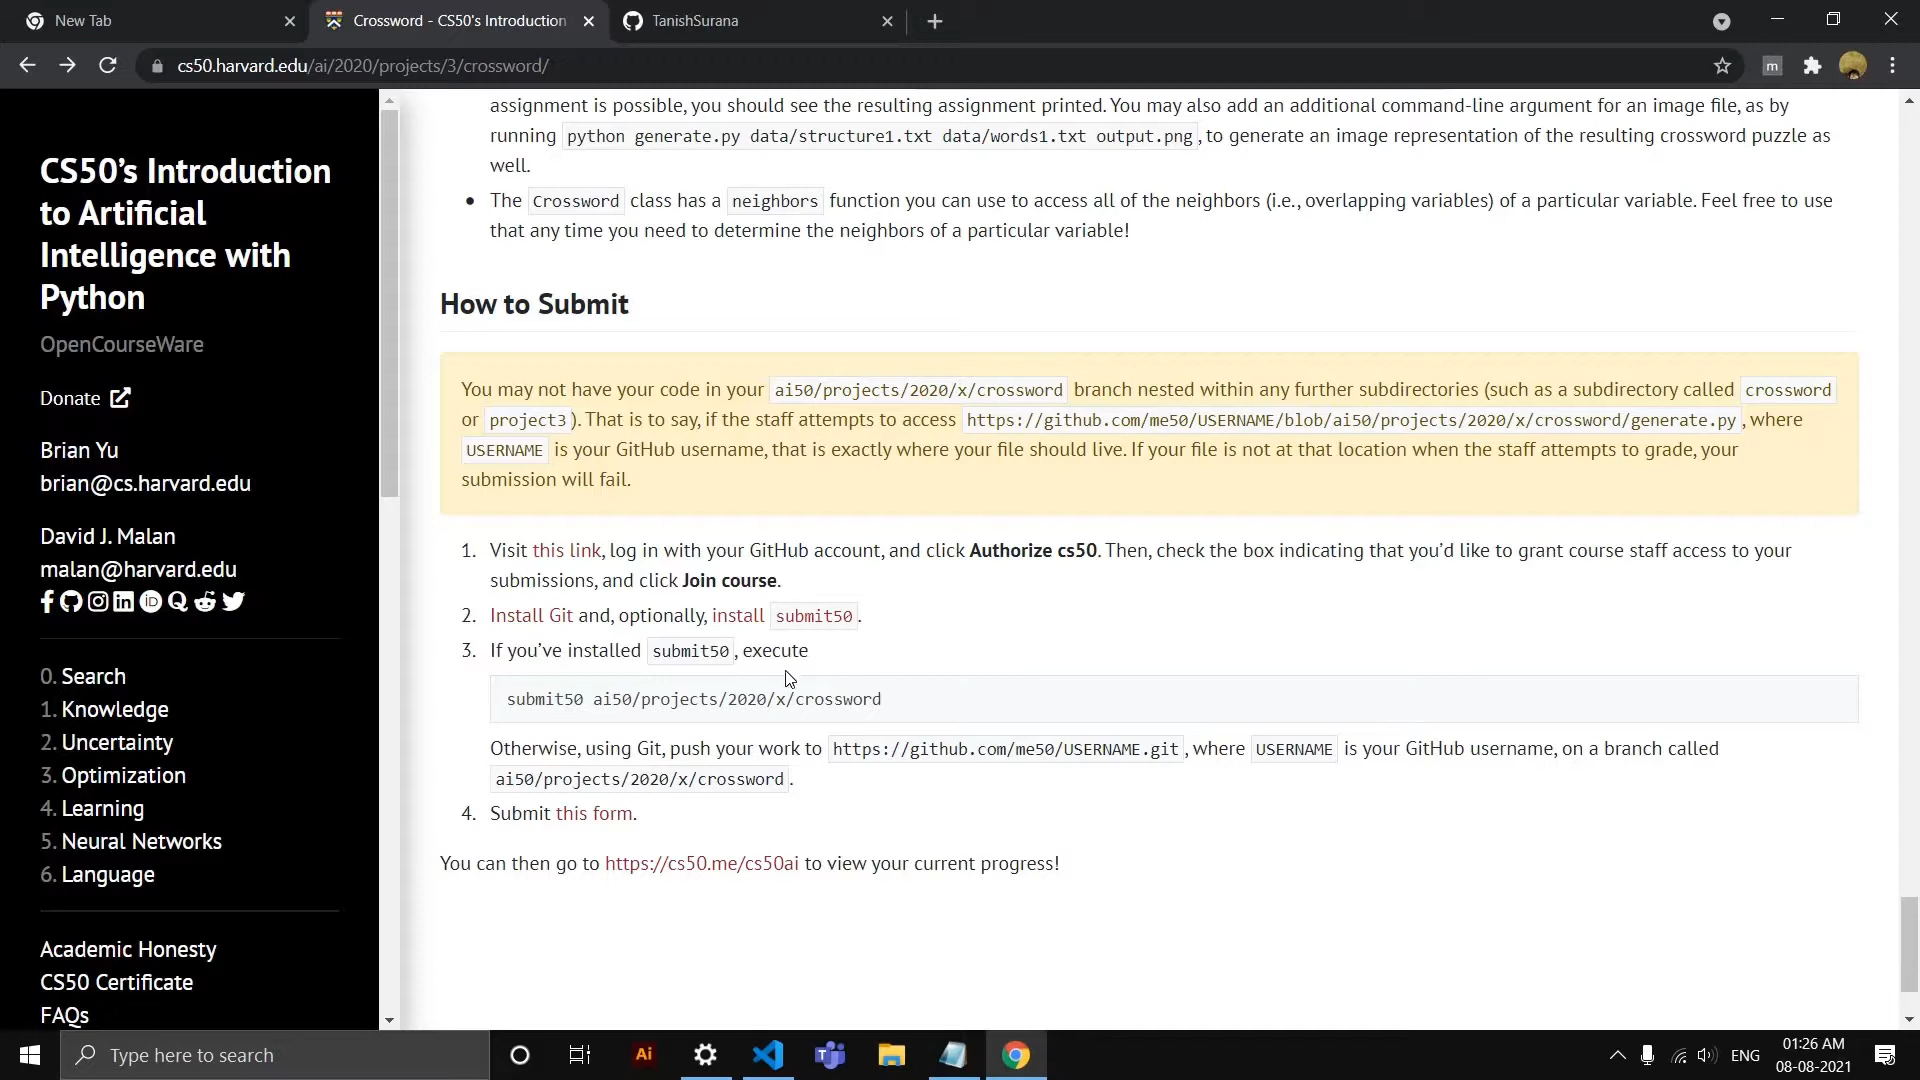 New Tab
Crossword - CS50's Introduction
TanishSurana
cs50.harvard.edu/ai/2020/projects/3/crossword/
m
CS50's Introduction
to Artificial
Intelligence with
Python
OpenCourseWare
Donate
Brian Yu
brian@cs.harvard.edu
David J. Malan
malan@harvard.edu
0. Search
1. Knowledge
2. Uncertainty
3. Optimization
4. Learning
5. Neural Networks
6. Language
Academic Honesty
CS50 Certificate
FAQs
assignment is possible, you should see the resulting assignment printed. You may also add an additional command-line argument for an image file, as by
running python generate.py data/structure1.txt data/words1.txt output.png, to generate an image representation of the resulting crossword puzzle as
well.
• The Crossword class has a neighbors function you can use to access all of the neighbors (i.e., overlapping variables) of a particular variable. Feel free to use
that any time you need to determine the neighbors of a particular variable!
How to Submit
You may not have your code in your ai50/projects/2020/x/crossword branch nested within any further subdirectories (such as a subdirectory called crossword
or project3). That is to say, if the staff attempts to access https://github.com/me50/USERNAME/blob/ai50/projects/2020/x/crossword/generate.py, where
USERNAME is your GitHub username, that is exactly where your file should live. If your file is not at that location when the staff attempts to grade, your
submission will fail.
1. Visit this link, log in with your GitHub account, and click Authorize cs50. Then, check the box indicating that you'd like to grant course staff access to your
submissions, and click Join course.
2. Install Git and, optionally, install submit50.
3. If you've installed submit50, execute
submit50 ai50/projects/2020/x/crossword
Otherwise, using Git, push your work to https://github.com/me50/USERNAME.git, where USERNAME is your GitHub username, on a branch called
ai50/projects/2020/x/crossword.
4. Submit this form.
You can then go to https://cs50.me/cs50ai to view your current progress!
Type here to search
Ai
ENG
01:26 AM
08-08-2021